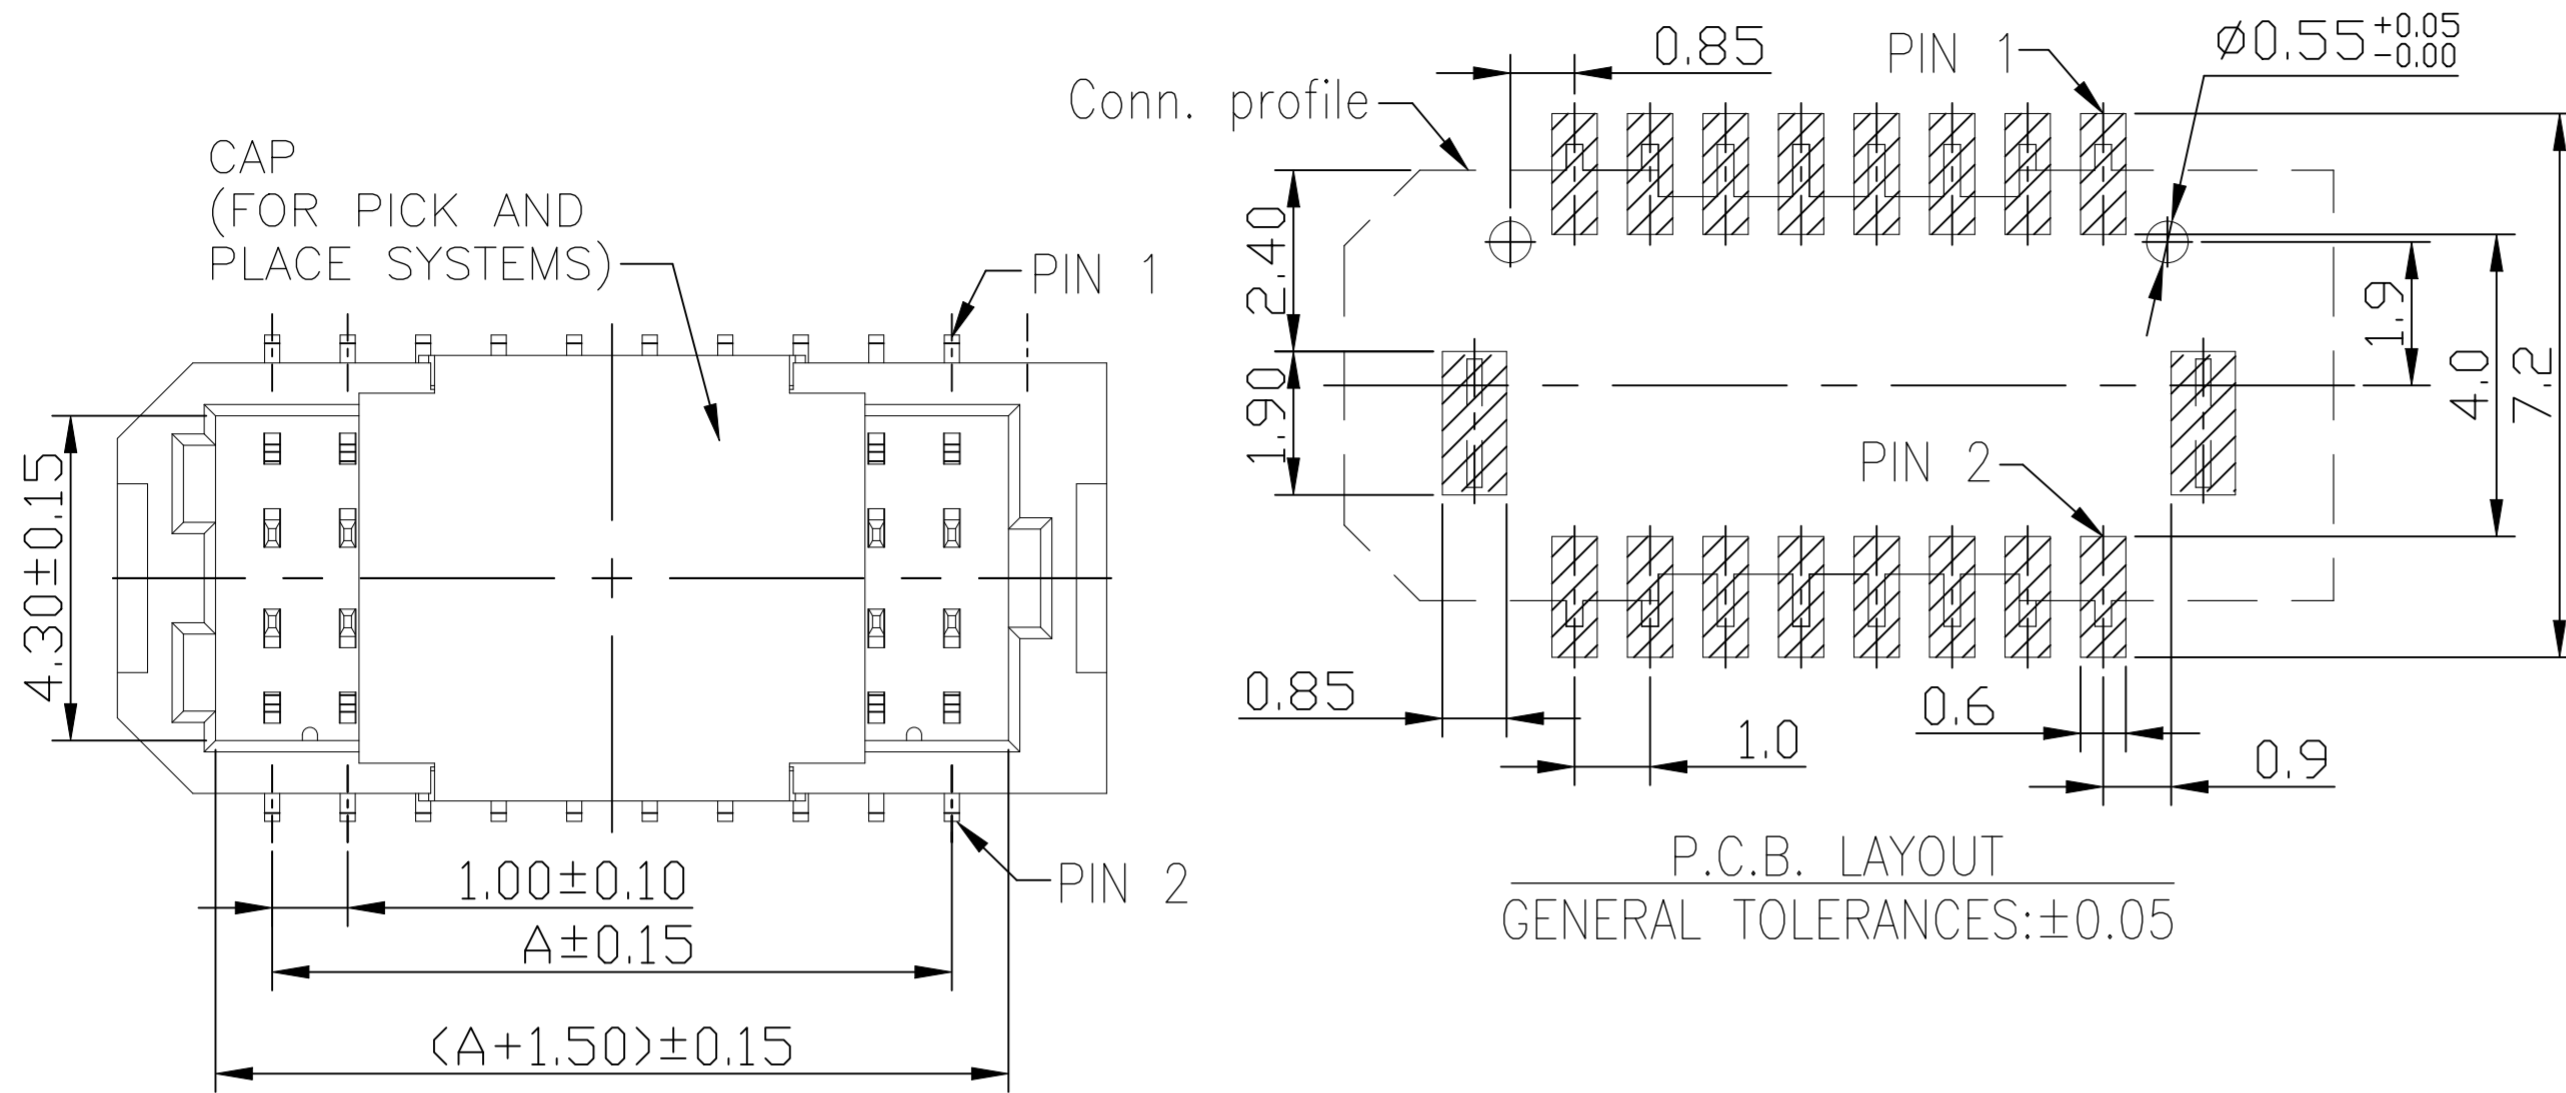 CAP
(FOR PICK AND
PLACE SYSTEMS)
PIN 1
4.30±0.15
1.00±0.10
A±0.15
(A+1.50)±0.15
PIN 2
Conn. profile
0.85
PIN 1
Ø0.55 +0.05
-0.00
2.40
1.90
1.9
4.0
7.2
PIN 2
0.85
1.0
0.6
0.9
P.C.B. LAYOUT
GENERAL TOLERANCES:±0.05